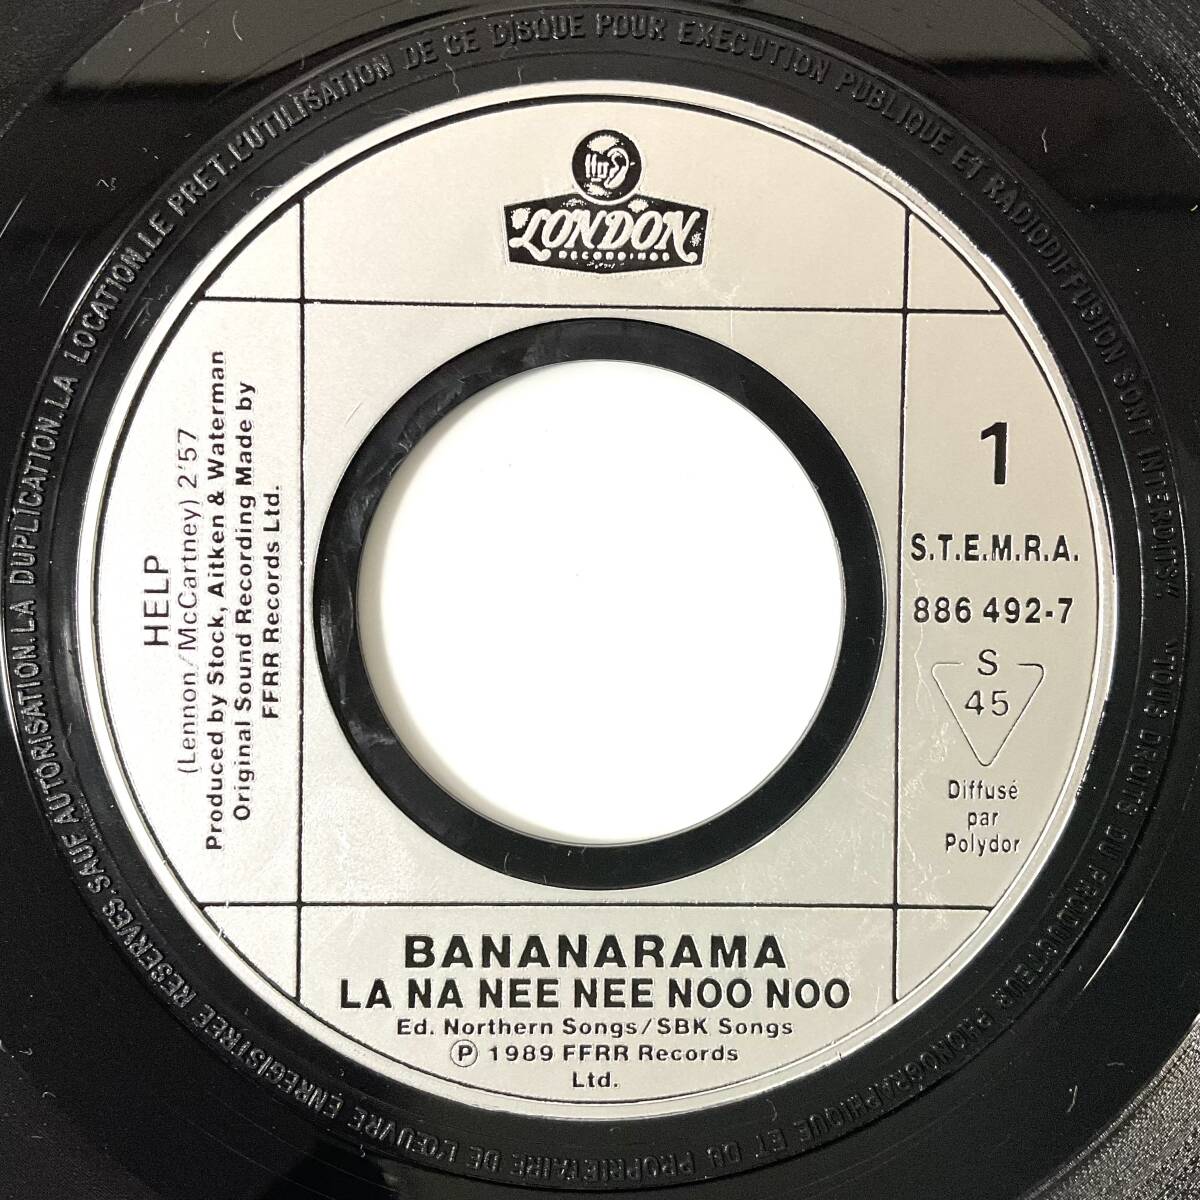 LONDON
RECORDINGS
HELP
(Lennon/McCartney) 2'57
Produced by Stock, Aitken & Waterman
Original Sound Recording Made by
FFRR Records Ltd.
1
S.T.E.M.R.A.
886 492-7
S
45
Diffusé
par
Polydor
BANANARAMA
LA NA NEE NEE NOO NOO
Ed. Northern Songs/SBK Songs
Ⓟ 1989 FFRR Records
Ltd.
"TOUS DROITS DU PRODUCTEUR PHONOGRAPHIQUE ET DU PROPRIETAIRE DE L'ŒUVRE ENREGISTREE RESERVES.SAUF AUTORISATION.LA DUPLICATION.LA LOCATION.LE PRET.L'UTILISATION DE CE DISQUE POUR EXECUTION PUBLIQUE ET RADIODIFFUSION SONT INTERDITS"